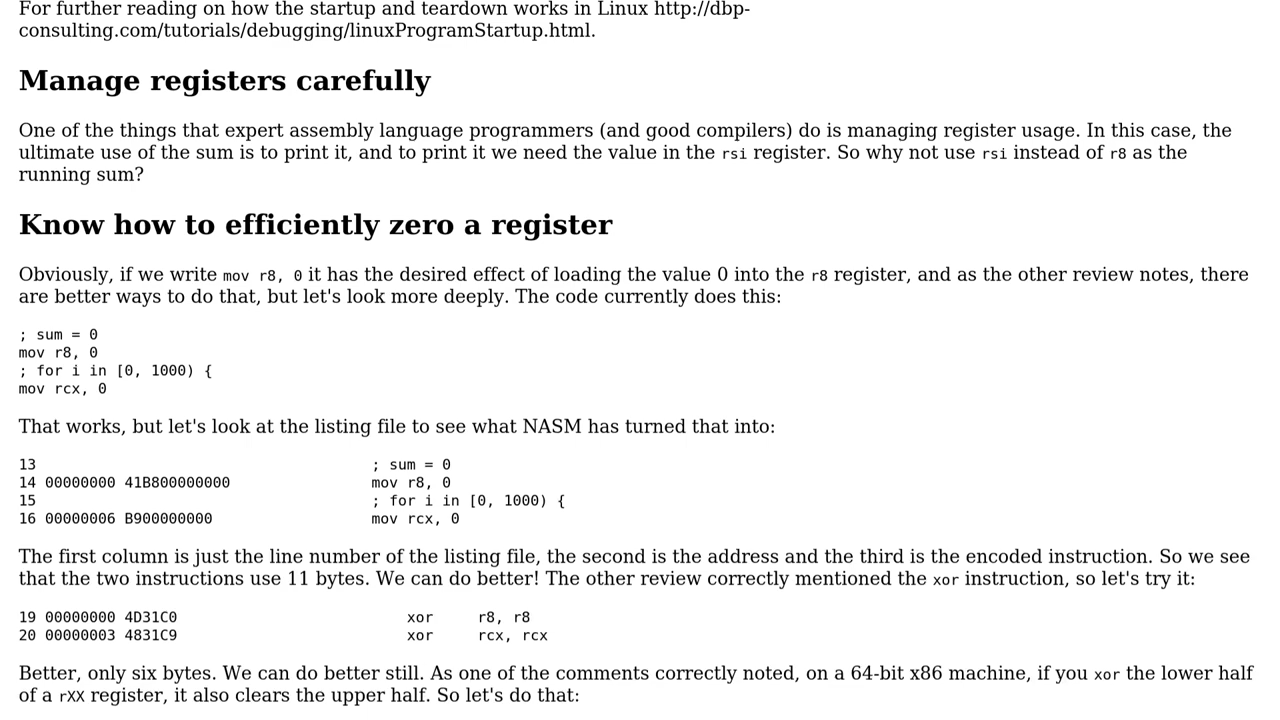 For further reading on how the startup and teardown works in Linux http://dbp-
consulting.com/tutorials/debugging/linuxProgramStartup.html.
Manage registers carefully
One of the things that expert assembly language programmers (and good compilers) do is managing register usage. In this case, the
ultimate use of the sum is to print it, and to print it we need the value in the rsi register. So why not use rsi instead of r8 as the
running sum?
Know how to efficiently zero a register
Obviously, if we write mov r8, 0 it has the desired effect of loading the value 0 into the r8 register, and as the other review notes, there
are better ways to do that, but let's look more deeply. The code currently does this:
; sum = 0
mov r8, 0
; for i in [0, 1000) {
mov rcx, 0
That works, but let's look at the listing file to see what NASM has turned that into:
13                                      ; sum = 0
14 00000000 41B800000000                mov r8, 0
15                                      ; for i in [0, 1000) {
16 00000006 B900000000                  mov rcx, 0
The first column is just the line number of the listing file, the second is the address and the third is the encoded instruction. So we see
that the two instructions use 11 bytes. We can do better! The other review correctly mentioned the xor instruction, so let's try it:
19 00000000 4D31C0                          xor     r8, r8
20 00000003 4831C9                          xor     rcx, rcx
Better, only six bytes. We can do better still. As one of the comments correctly noted, on a 64-bit x86 machine, if you xor the lower half
of a rXX register, it also clears the upper half. So let's do that: